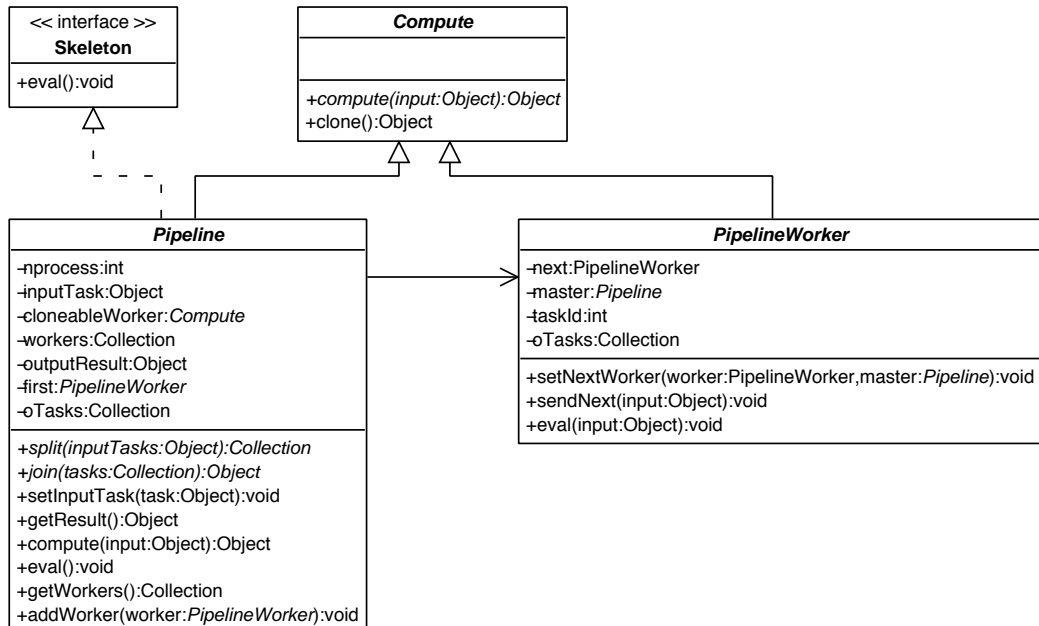 << interface >>
Skeleton
+eval():void
Compute
+compute(input:Object):Object
+clone():Object
Pipeline
-nprocess:int
-inputTask:Object
-cloneableWorker:Compute
-workers:Collection
-outputResult:Object
-first:PipelineWorker
-oTasks:Collection
+split(inputTasks:Object):Collection
+join(tasks:Collection):Object
+setInputTask(task:Object):void
+getResult():Object
+compute(input:Object):Object
+eval():void
+getWorkers():Collection
+addWorker(worker:PipelineWorker):void
PipelineWorker
-next:PipelineWorker
-master:Pipeline
-taskId:int
-oTasks:Collection
+setNextWorker(worker:PipelineWorker,master:Pipeline):void
+sendNext(input:Object):void
+eval(input:Object):void